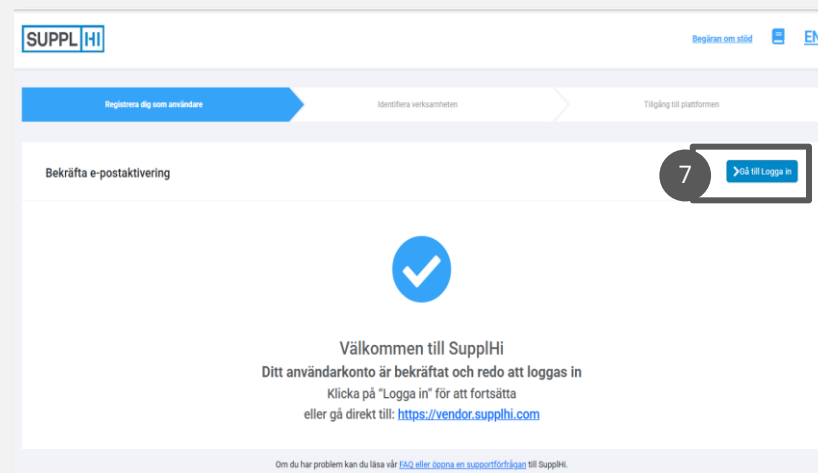 SUPPLHI
Begäran om stöd
EN
Registrera dig som användare
Identifiera verksamheten
Tillgång till plattformen
Bekräfta e-postaktivering
7
Gå till Logga in
Välkommen till SupplHi
Ditt användarkonto är bekräftat och redo att loggas in
Klicka på "Logga in" för att fortsätta
eller gå direkt till: https://vendor.supplhi.com
Om du har problem kan du läsa vår FAQ eller öppna en supportförfrågan till SupplHi.